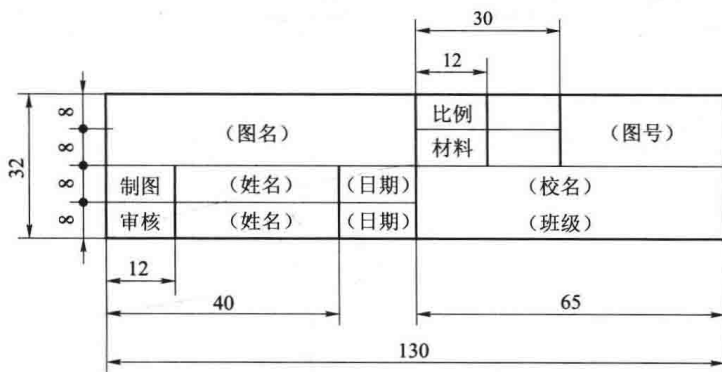 30
12
8
比例
（图名）
（图号）
8
材料
32
8
制图
（姓名）
（日期）
（校名）
8
审核
（姓名）
（日期）
（班级）
12
40
65
130